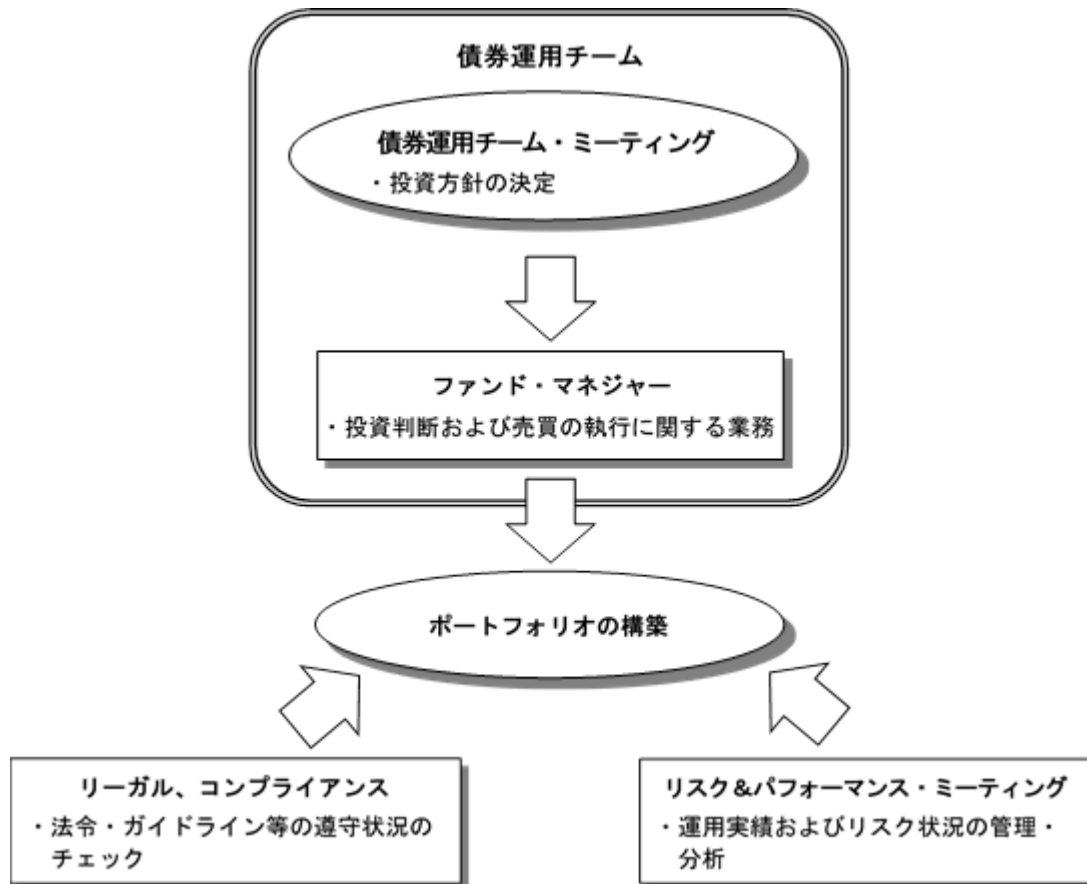 債券運用チーム
債券運用チーム・ミーティング
・投資方針の決定
ファンド・マネジャー
・投資判断および売買の執行に関する業務
ポートフォリオの構築
リーガル、コンプライアンス
・法令・ガイドライン等の遵守状況の
チェック
リスク&パフォーマンス・ミーティング
・運用実績およびリスク状況の管理・
分析